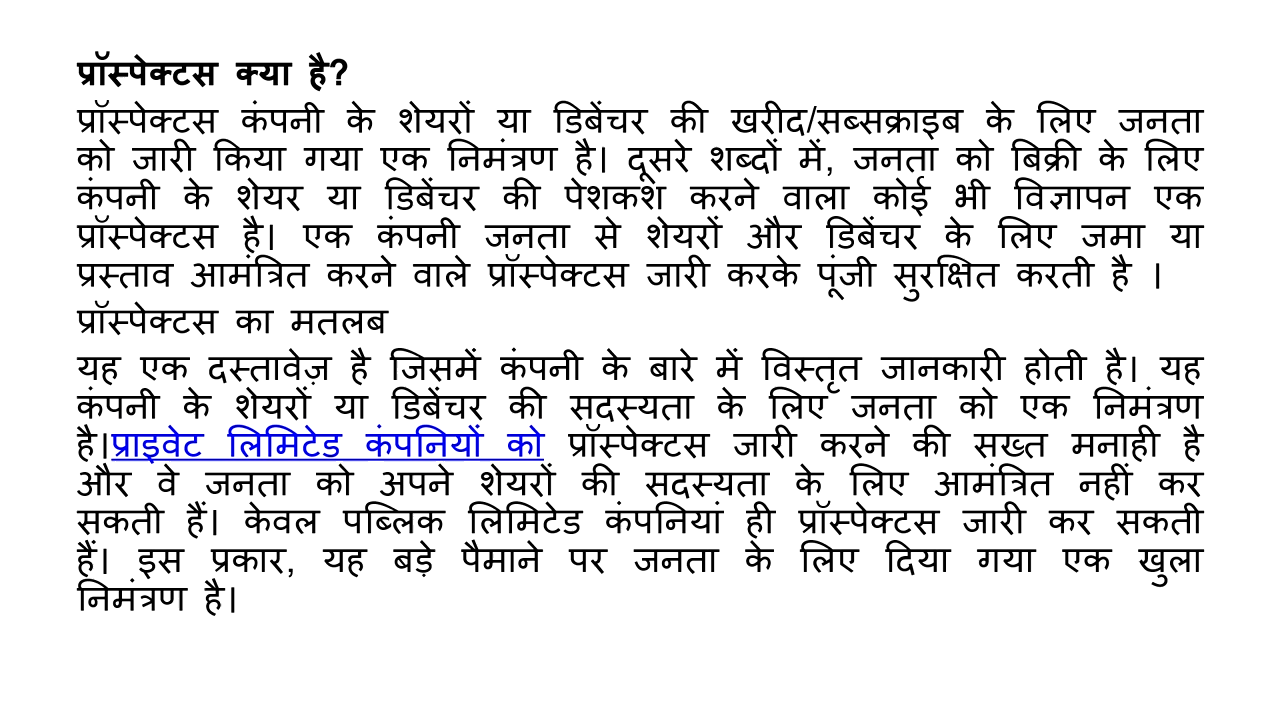 प्रॉस्पेक्टस क्या है?
प्रॉस्पेक्टस कंपनी के शेयरों या डिबेंचर की खरीद/सब्सक्राइब के लिए जनता
को जारी किया गया एक निमंत्रण है। दूसरे शब्दों में, जनता को बिक्री के लिए
कंपनी के शेयर या डिबेंचर की पेशकश करने वाला कोई भी विज्ञापन एक
प्रॉस्पेक्टस है। एक कंपनी जनता से शेयरों और डिबेंचर के लिए जमा या
प्रस्ताव आमंत्रित करने वाले प्रॉस्पेक्टस जारी करके पूंजी सुरक्षित करती है ।
प्रॉस्पेक्टस का मतलब
यह एक दस्तावेज़ है जिसमें कंपनी के बारे में विस्तृत जानकारी होती है। यह
कंपनी के शेयरों या डिबेंचर की सदस्यता के लिए जनता को एक निमंत्रण
है।प्राइवेट लिमिटेड कंपनियों को प्रॉस्पेक्टस जारी करने की सख्त मनाही है
और वे जनता को अपने शेयरों की सदस्यता के लिए आमंत्रित नहीं कर
सकती हैं। केवल पब्लिक लिमिटेड कंपनियां ही प्रॉस्पेक्टस जारी कर सकती
हैं। इस प्रकार, यह बड़े पैमाने पर जनता के लिए दिया गया एक खुला
निमंत्रण है।